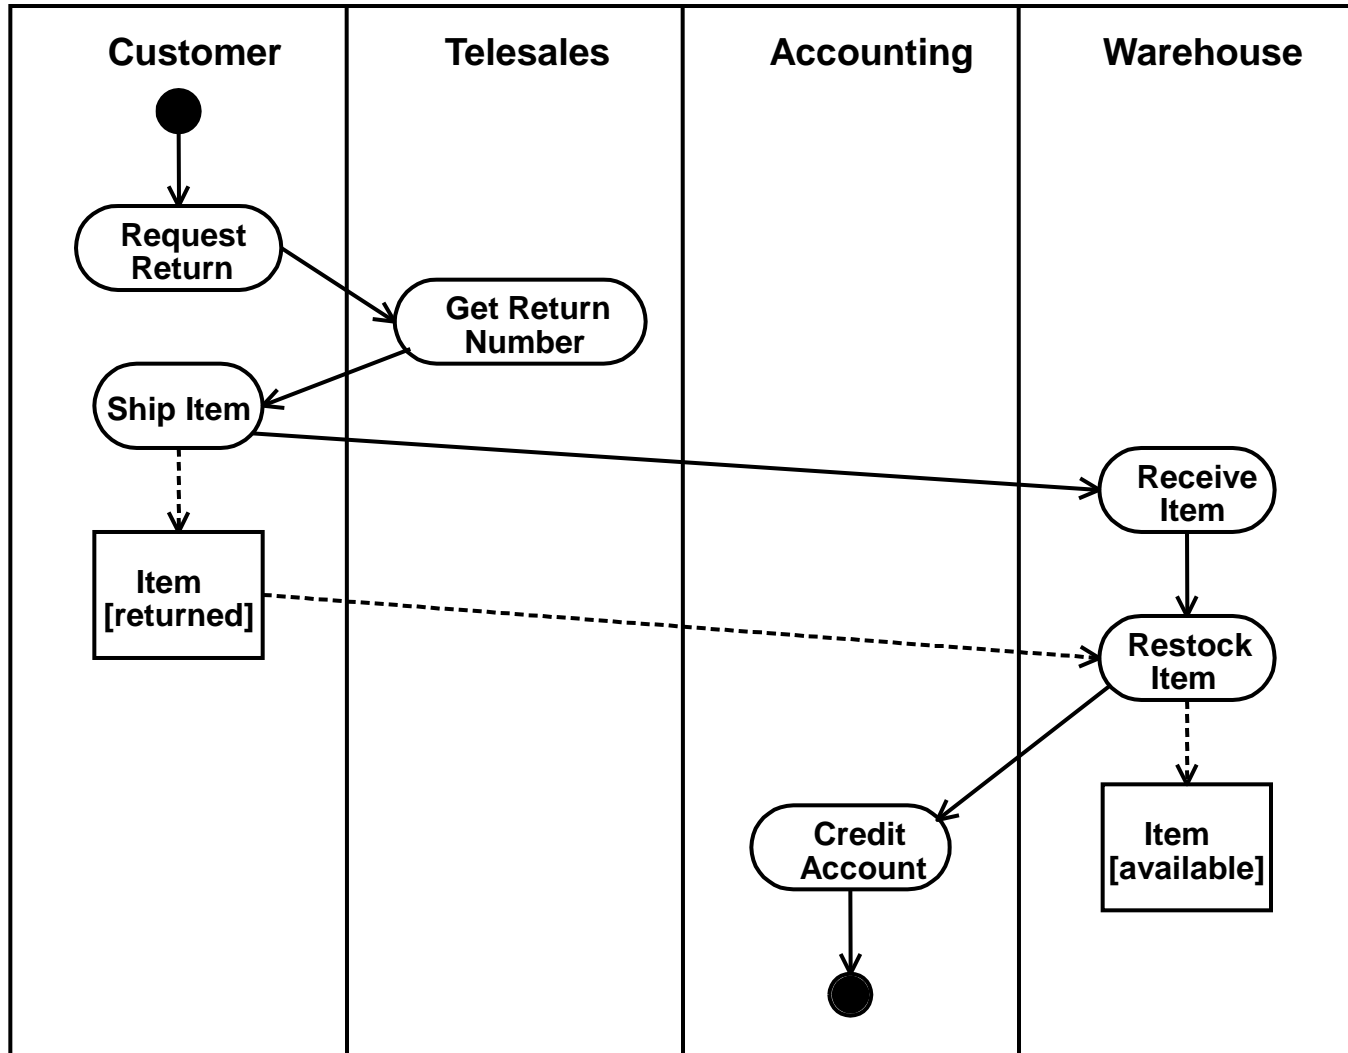 Customer
Telesales
Accounting
Warehouse
Request
Return
Get Return
Number
Ship Item
Receive
Item
Item
[returned]
Restock
Item
Credit
Account
Item
[available]